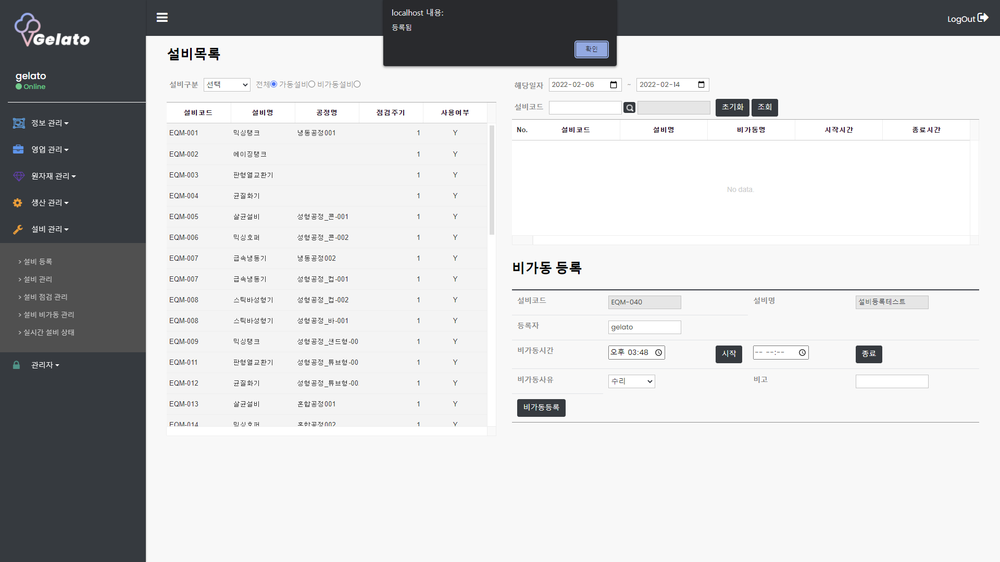 Gelato
gelato
Online
정보 관리
영업 관리
원자재 관리
생산 관리
설비 관리
> 설비 등록
> 설비 관리
> 설비 점검 관리
> 설비 비가동 관리
> 실시간 설비 상태
관리자
localhost 내용:
등록됨
확인
LogOut
설비목록
설비구분 선택 전체 가동설비 비가동설비
설비코드 설비명 공정명 점검주기 사용여부
EQM-001 믹싱탱크 냉동공정001 1 Y
EQM-002 에이징탱크 1 Y
EQM-003 판형열교환기 1 Y
EQM-004 균질화기 1 Y
EQM-005 살균설비 성형공정_콘-001 1 Y
EQM-006 믹싱호퍼 성형공정_콘-002 1 Y
EQM-007 급속냉동기 냉동공정002 1 Y
EQM-007 급속냉동기 성형공정_컵-001 1 Y
EQM-008 스틱바성형기 성형공정_컵-002 1 Y
EQM-008 스틱바성형기 성형공정_바-001 1 Y
EQM-009 믹싱탱크 성형공정_샌드형-00 1 Y
EQM-011 판형열교환기 성형공정_튜브형-00 1 Y
EQM-012 균질화기 성형공정_튜브형-00 1 Y
EQM-013 살균설비 혼합공정001 1 Y
EQM-014 믹싱호퍼 혼합공정002 1 Y
해당일자 2022-02-06 ~ 2022-02-14
설비코드 초기화 조회
No. 설비코드 설비명 비가동명 시작시간 종료시간
No data.
비가동 등록
설비코드 EQM-040 설비명 설비등록테스트
등록자 gelato
비가동시간 오후 03:48 시작 -- --:-- 종료
비가동사유 수리 비고
비가동등록